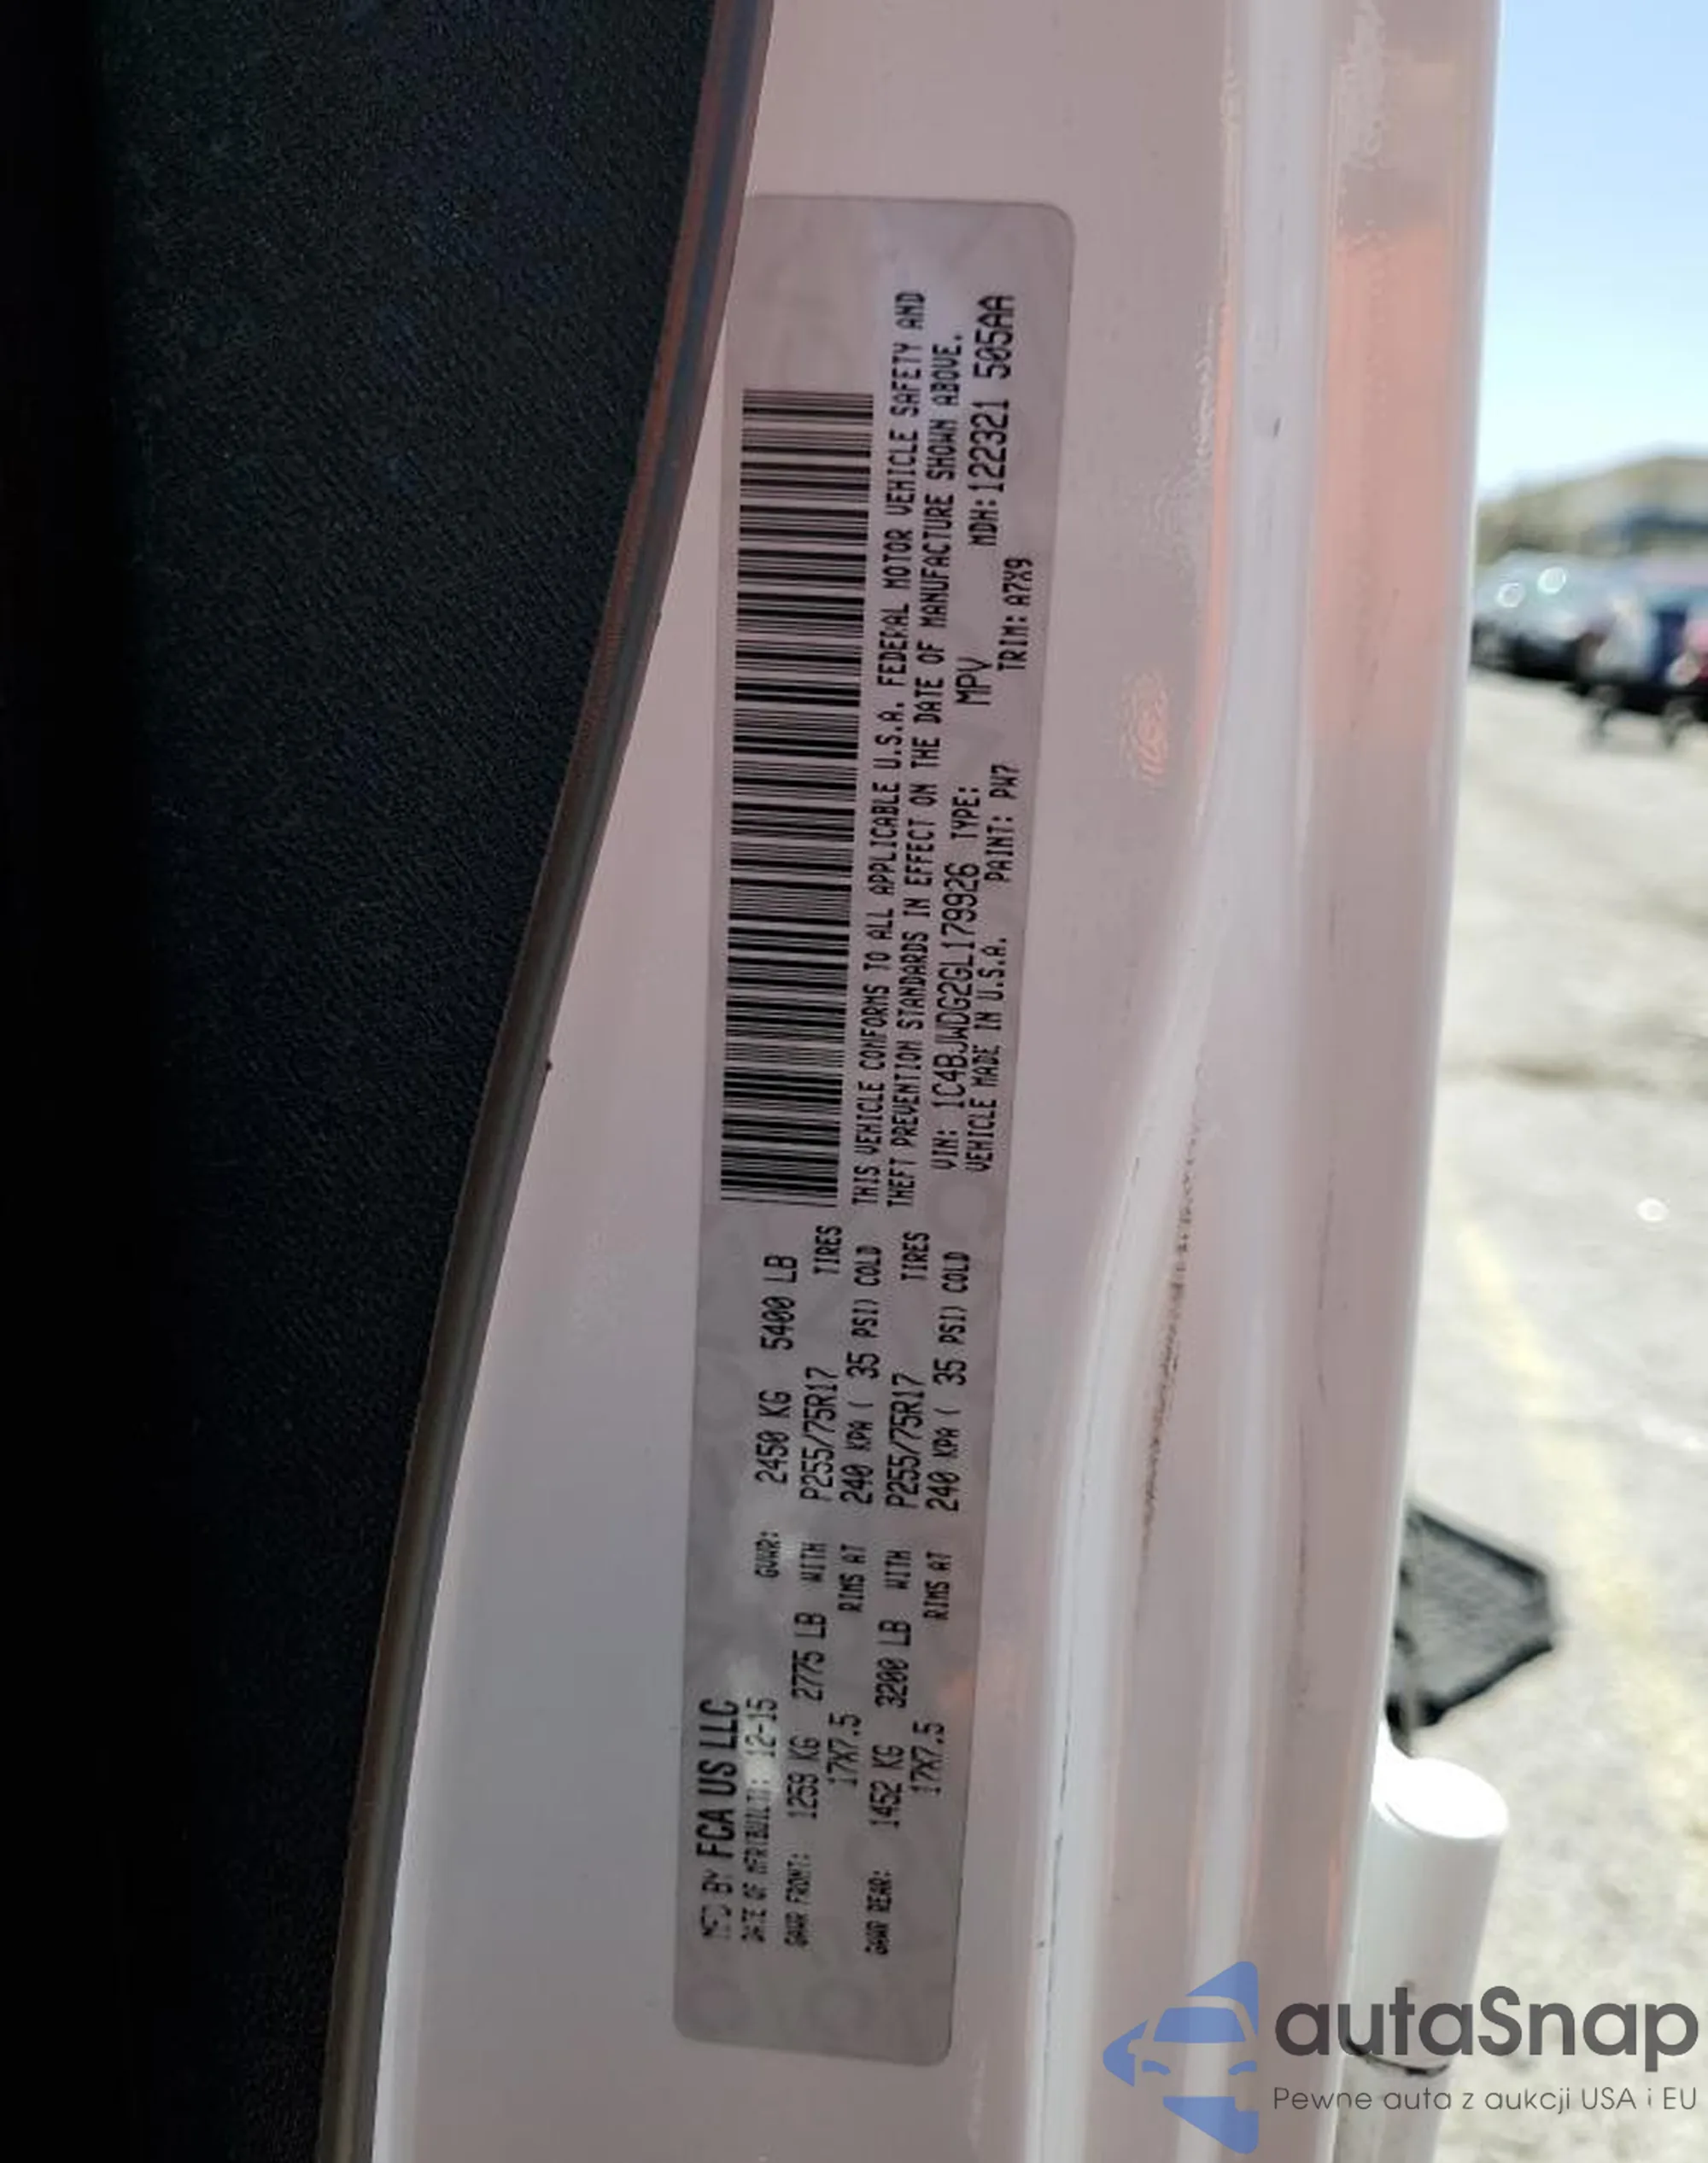 MFD BY FCA US LLC
DATE OF MFR(BUILT): 12-15 GVWR: 2450 KG 5400 LB
GAWR FRONT: 1259 KG 2775 LB WITH P255/75R17 TIRES
17X7.5 RIMS AT 240 KPA ( 35 PSI) COLD
GAWR REAR: 1452 KG 3200 LB WITH P255/75R17 TIRES
17X7.5 RIMS AT 240 KPA ( 35 PSI) COLD
THIS VEHICLE CONFORMS TO ALL APPLICABLE U.S.A. FEDERAL MOTOR VEHICLE SAFETY AND
THEFT PREVENTION STANDARDS IN EFFECT ON THE DATE OF MANUFACTURE SHOWN ABOVE.
VIN: 1C4BJWDG2GL179926 TYPE: MPV MDH:122321 505AA
VEHICLE MADE IN U.S.A. PAINT: PW7 TRIM: A7X9
autaSnap
Pewne auta z aukcji USA i EU